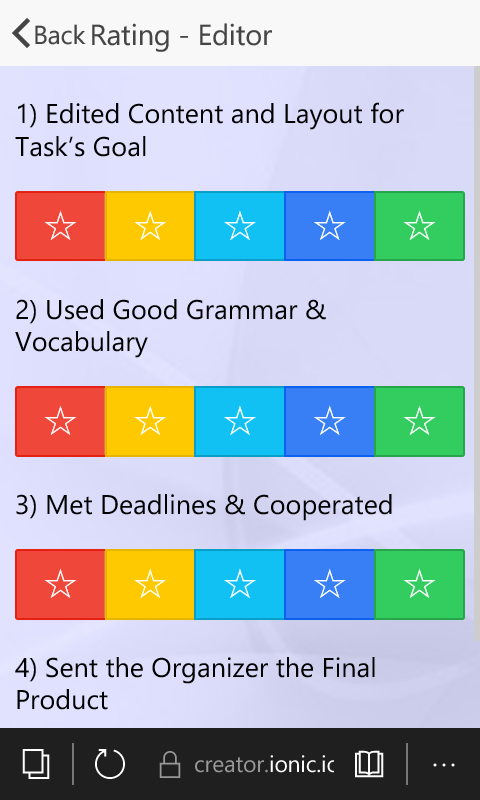 Back Rating - Editor
1) Edited Content and Layout for
Task’s Goal
2) Used Good Grammar &
Vocabulary
3) Met Deadlines & Cooperated
4) Sent the Organizer the Final
Product
creator.ionic.ic